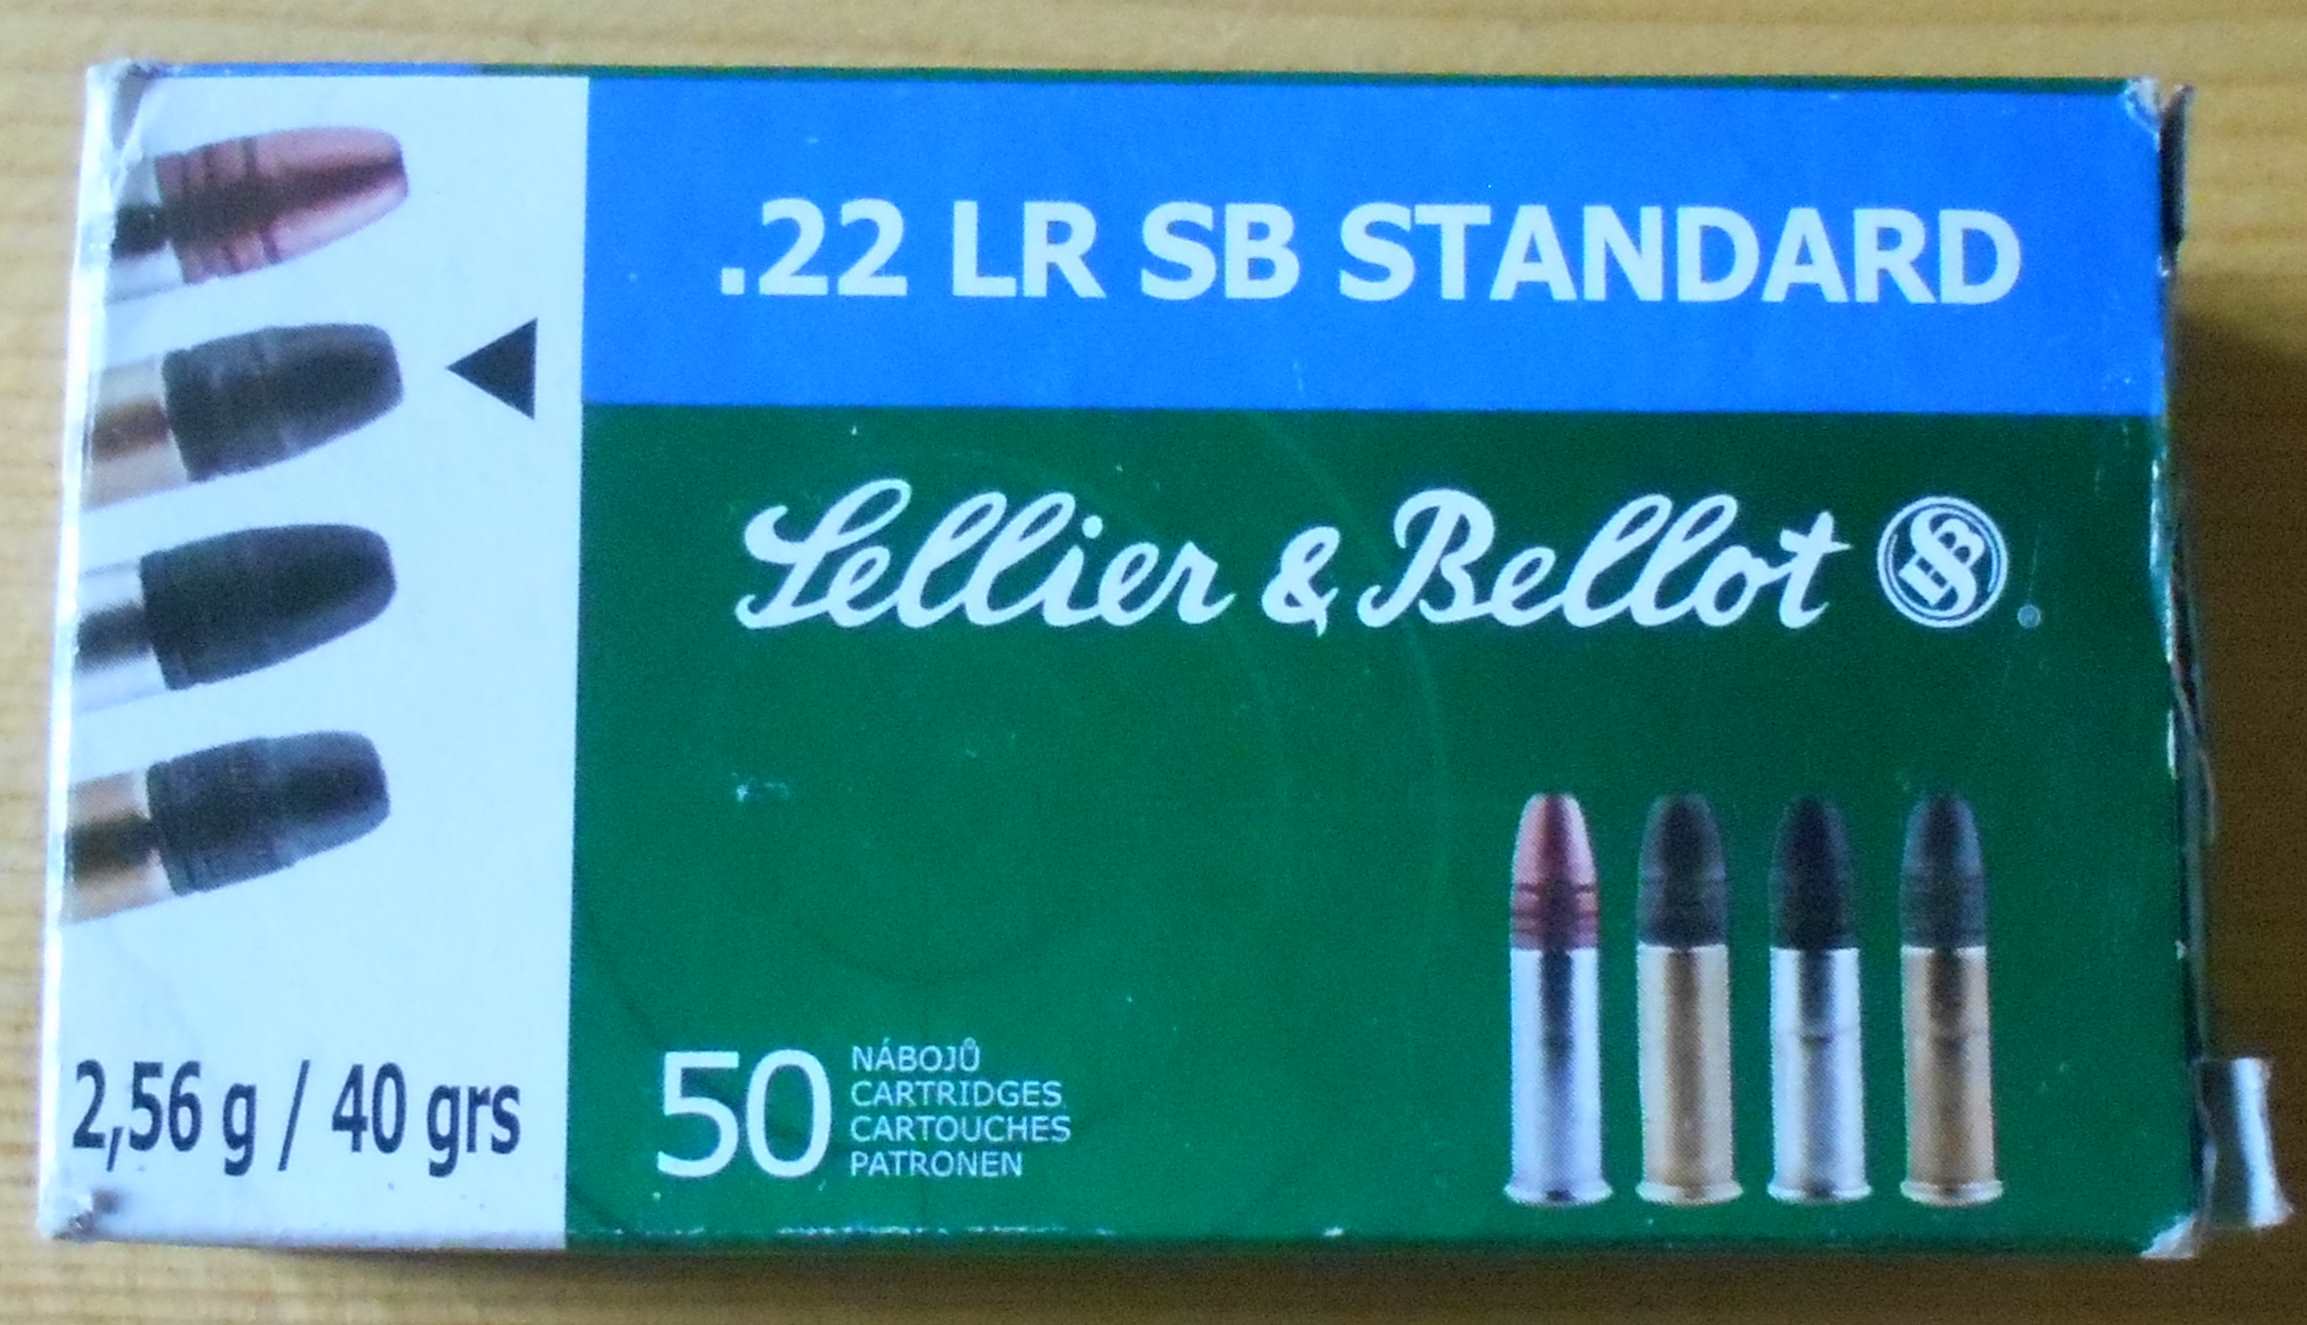 .22 LR SB STANDARD
Sellier & Bellot SB
2,56 g / 40 grs
50
NÁBOJŮ
CARTRIDGES
CARTOUCHES
PATRONEN